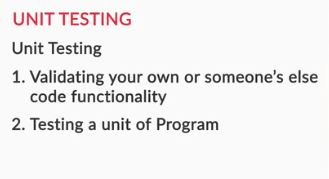 UNIT TESTING
Unit Testing
1. Validating your own or someone's else
code functionality
2. Testing a unit of Program